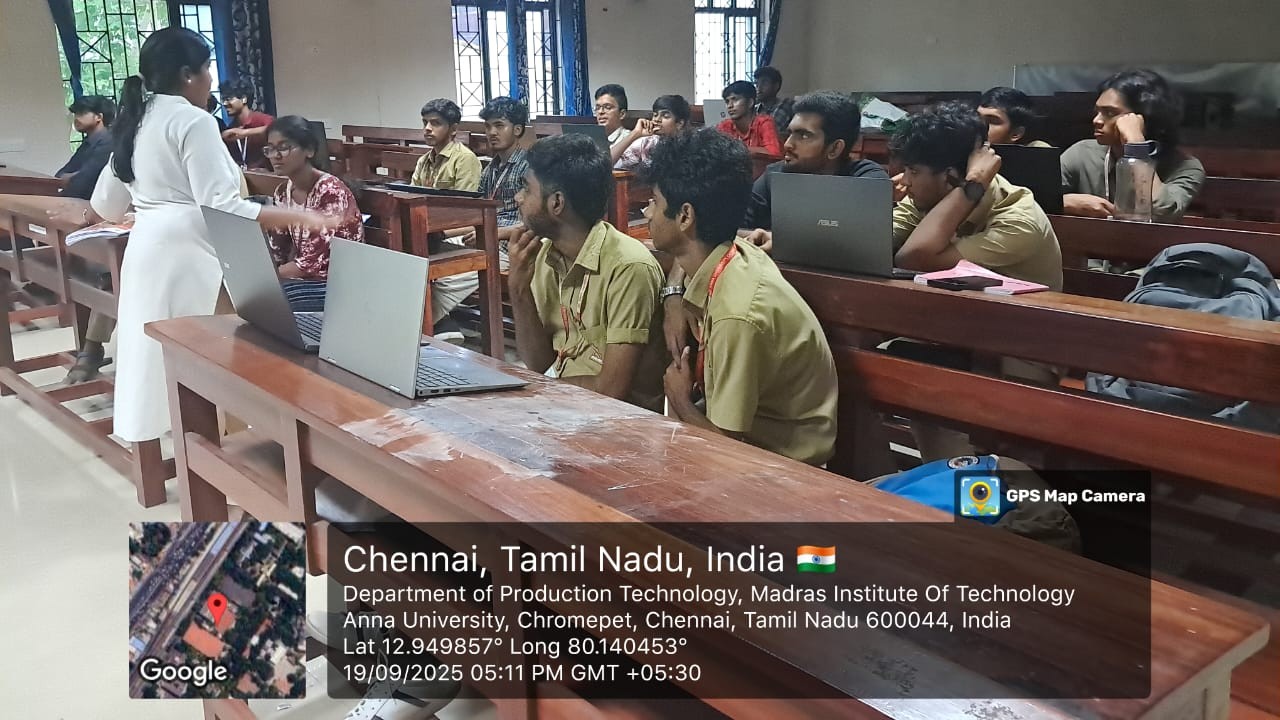 ASUS
GPS Map Camera
Chennai, Tamil Nadu, India
Department of Production Technology, Madras Institute Of Technology
Anna University, Chromepet, Chennai, Tamil Nadu 600044, India
Lat 12.949857° Long 80.140453°
19/09/2025 05:11 PM GMT +05:30
Google